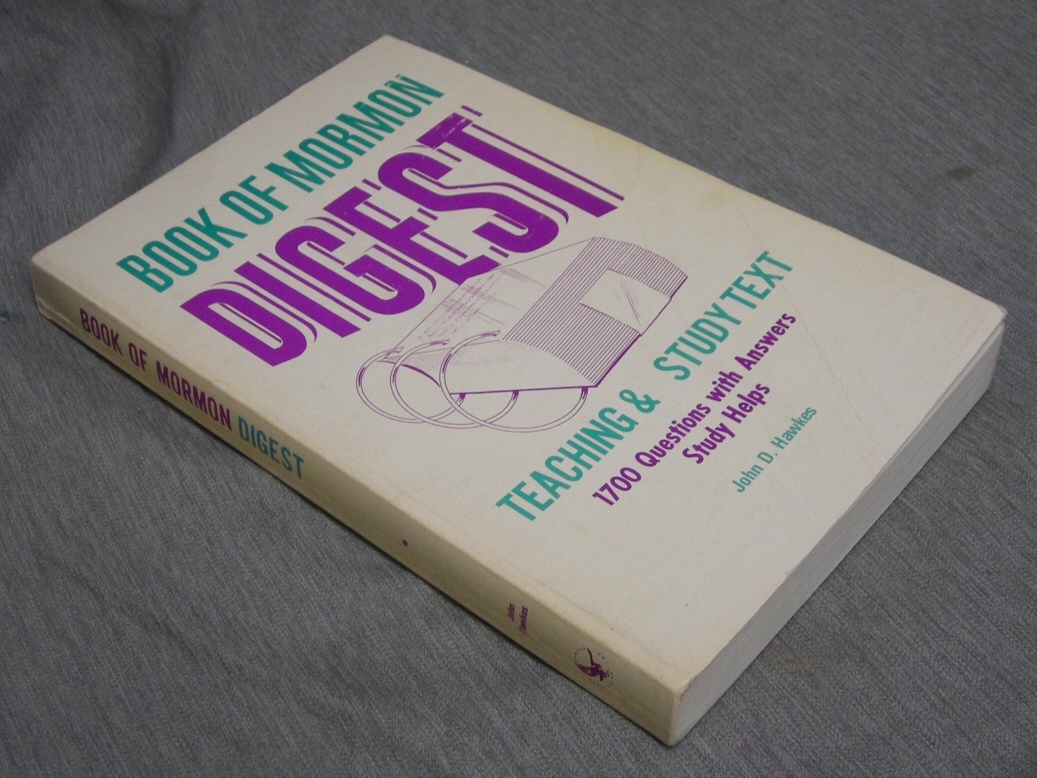 BOOK OF MORMON
DIGEST
TEACHING & STUDY TEXT
1700 Questions with Answers
Study Helps
John D. Hawkes
BOOK OF MORMON DIGEST
John
Hawkes